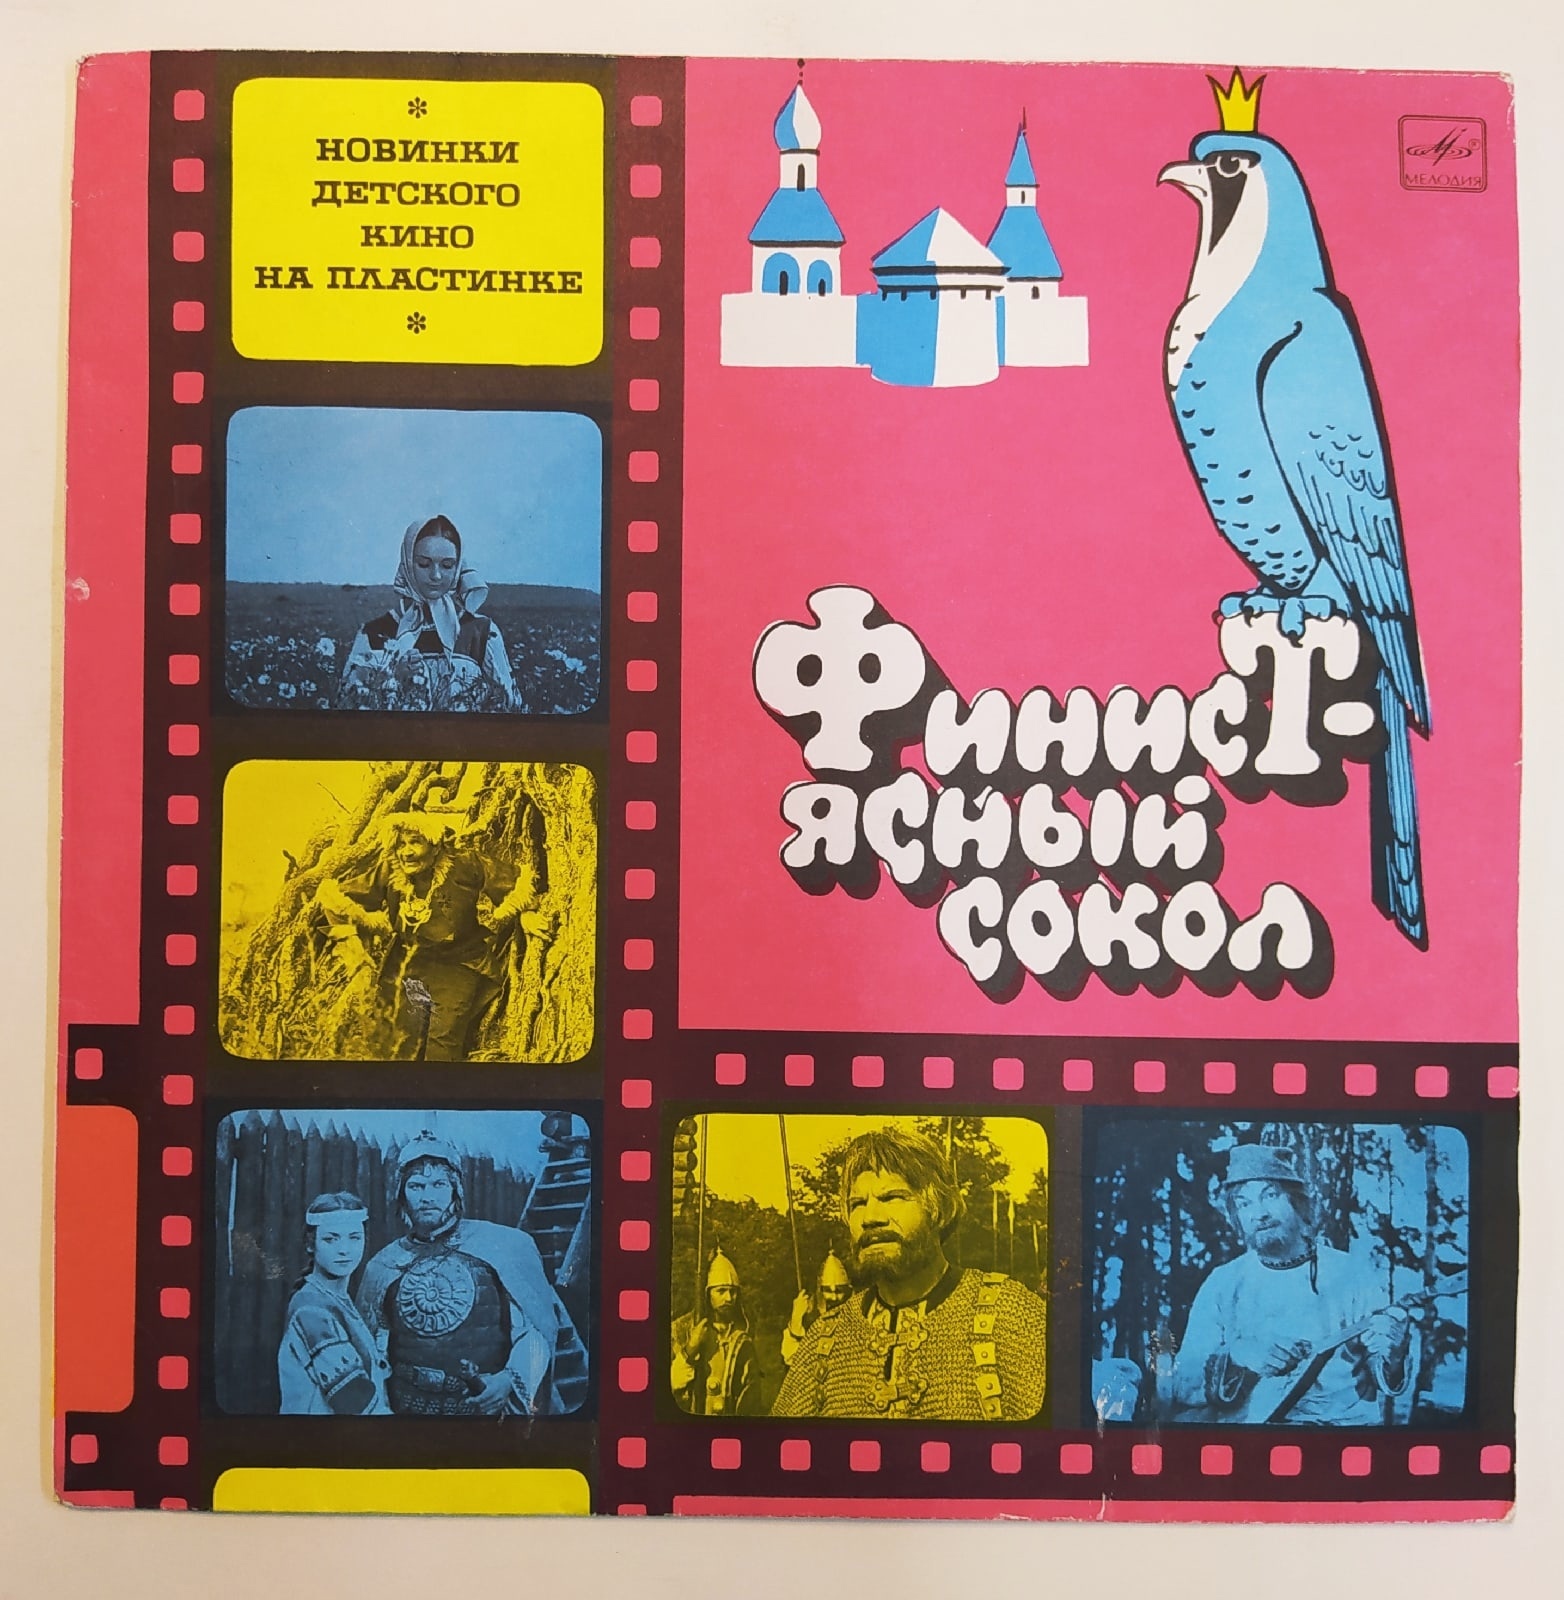 НОВИНКИ
ДЕТСКОГО
КИНО
НА ПЛАСТИНКЕ
МЕЛОДИЯ
ФИНИСТ-
ЯСНЫЙ
СОКОЛ